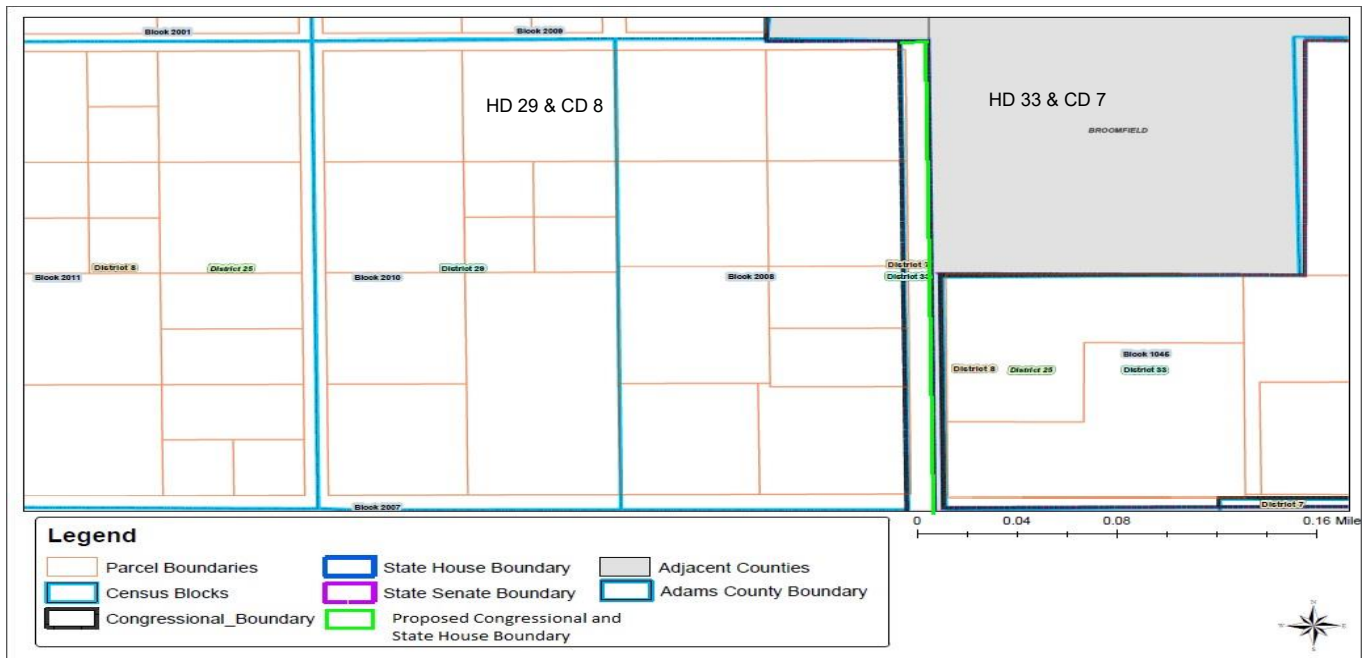 Block 2001
Block 2009
HD 29 & CD 8
HD 33 & CD 7
BROOMFIELD
Block 2011
District 8
District 25
Block 2010
District 29
Block 2008
District 7
District 33
Block 1046
District 8
District 25
District 33
Block 2007
District 7
0 0.04 0.08 0.16 Mile
Legend
Parcel Boundaries
State House Boundary
Adjacent Counties
Census Blocks
State Senate Boundary
Adams County Boundary
Congressional_Boundary
Proposed Congressional and
State House Boundary
N
W E
S